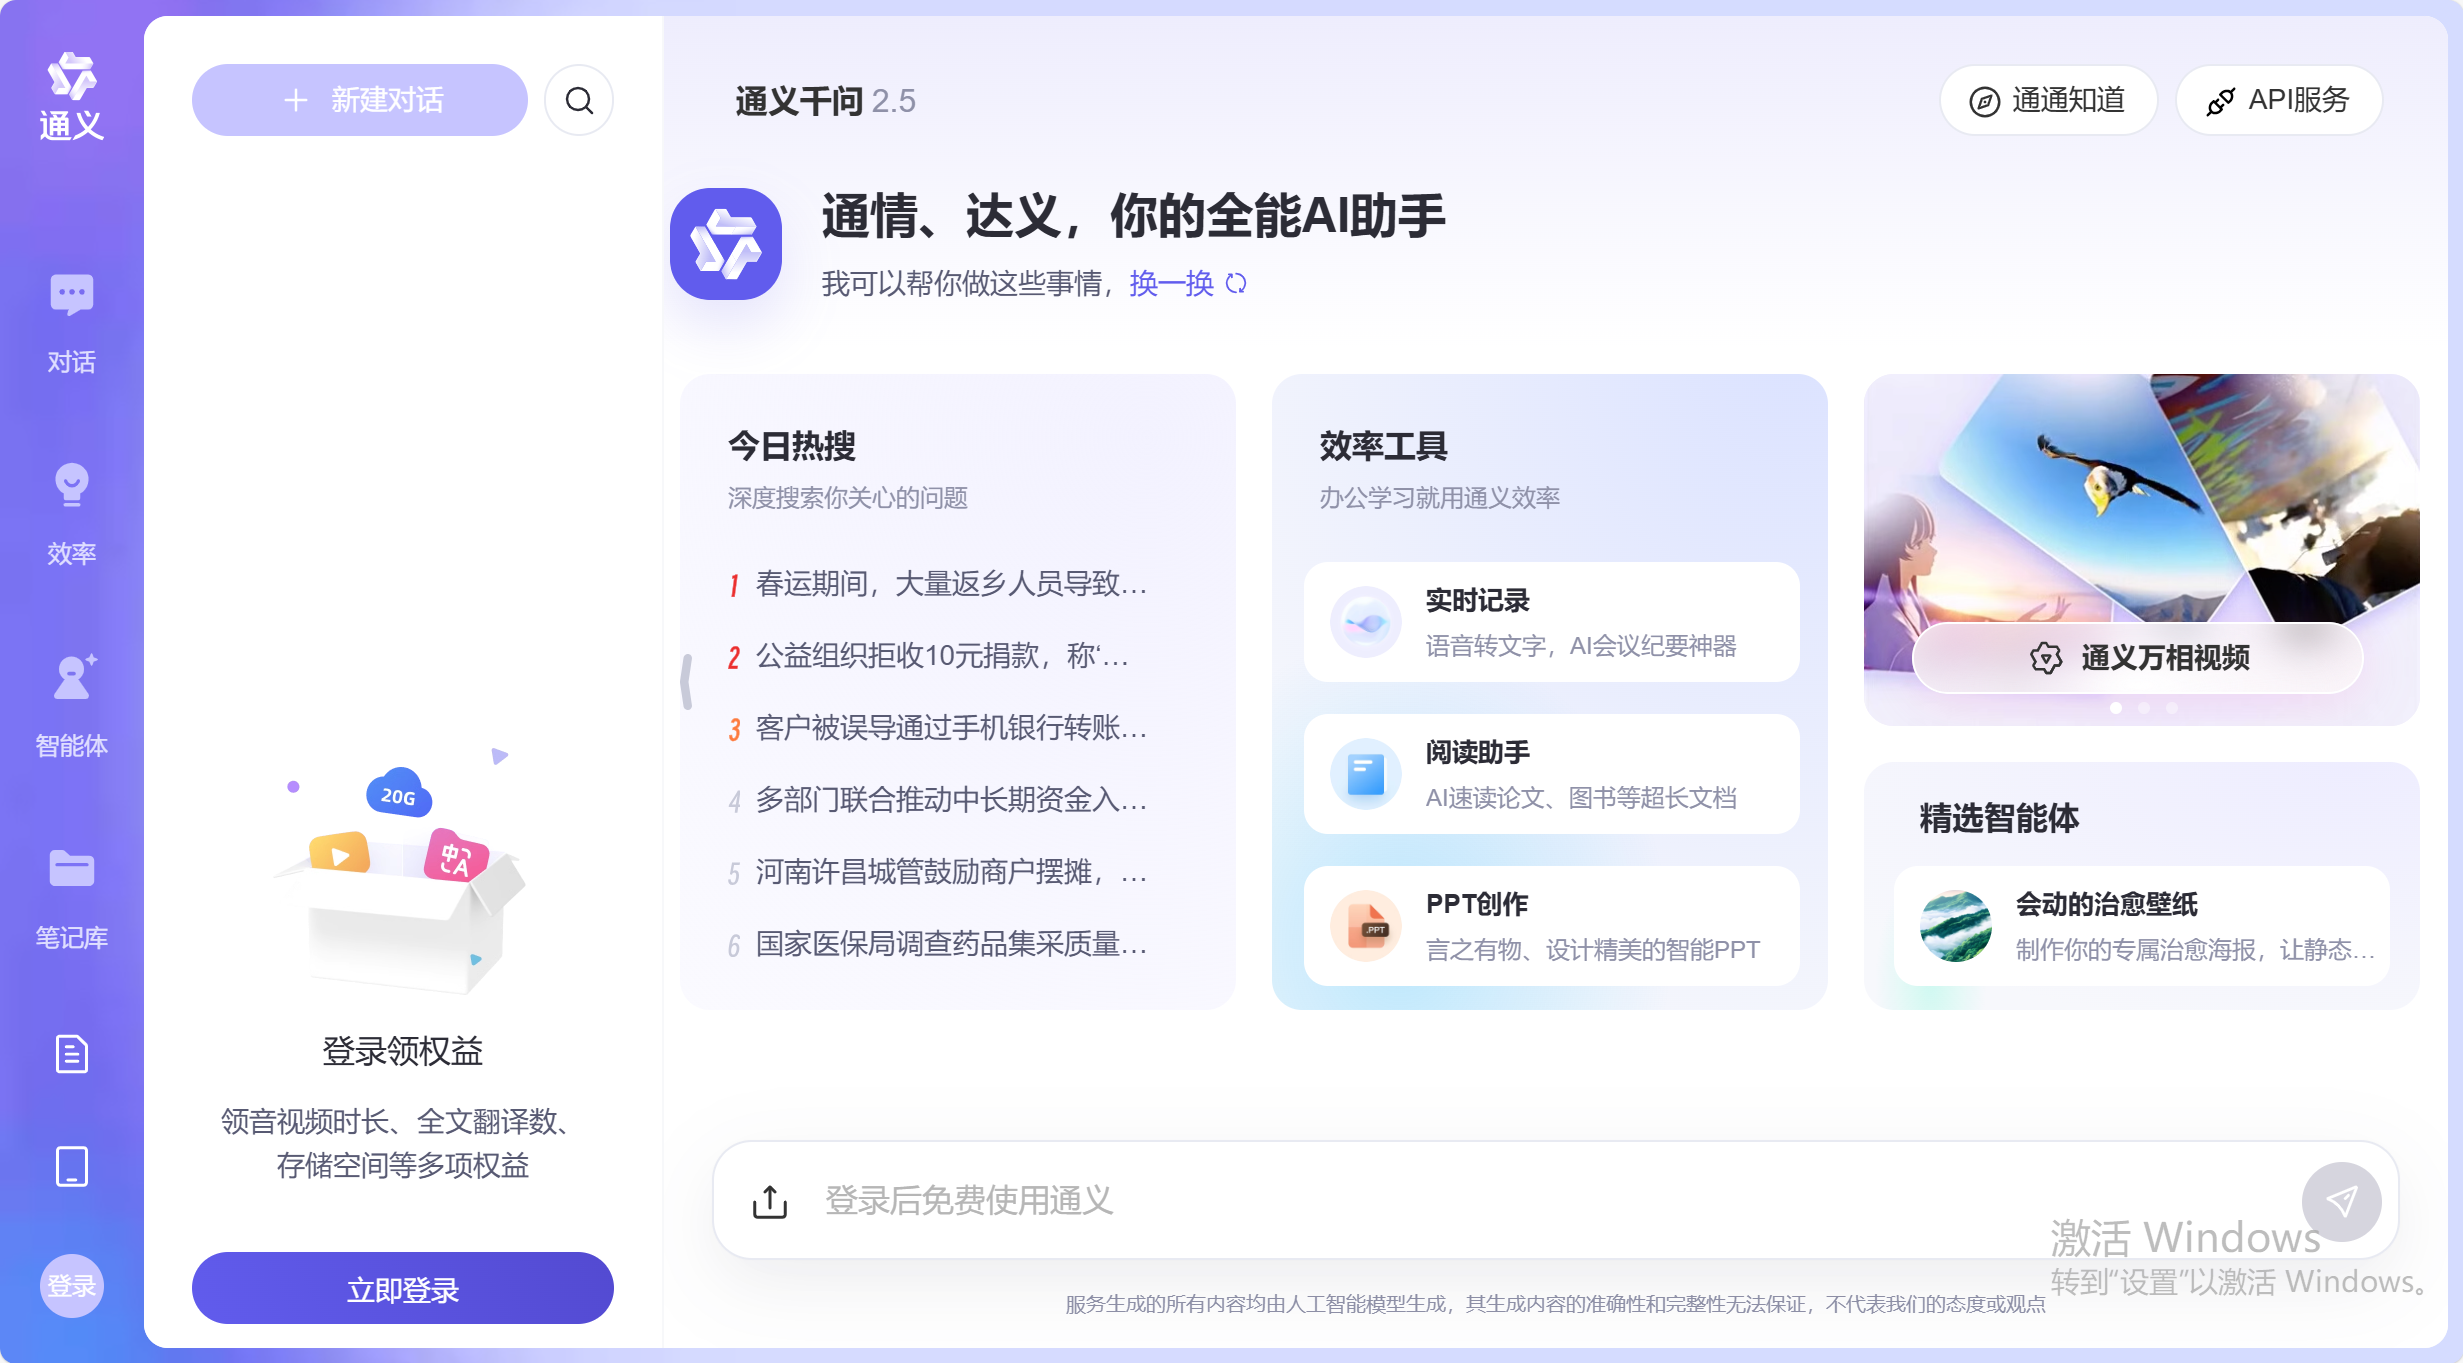 通义
对话
效率
智能体
笔记库
登录
新建对话
20G
中
A
登录领权益
领音视频时长、全文翻译数、
存储空间等多项权益
立即登录
通义千问 2.5
通通知道
API服务
通情、达义，你的全能AI助手
我可以帮你做这些事情，换一换
今日热搜
深度搜索你关心的问题
1 春运期间，大量返乡人员导致...
2 公益组织拒收10元捐款，称‘...
3 客户被误导通过手机银行转账...
4 多部门联合推动中长期资金入...
5 河南许昌城管鼓励商户摆摊，...
6 国家医保局调查药品集采质量...
效率工具
办公学习就用通义效率
实时记录
语音转文字，AI会议纪要神器
阅读助手
AI速读论文、图书等超长文档
.PPT
PPT创作
言之有物、设计精美的智能PPT
通义万相视频
精选智能体
会动的治愈壁纸
制作你的专属治愈海报，让静态...
登录后免费使用通义
服务生成的所有内容均由人工智能模型生成，其生成内容的准确性和完整性无法保证，不代表我们的态度或观点
激活 Windows
转到“设置”以激活 Windows。